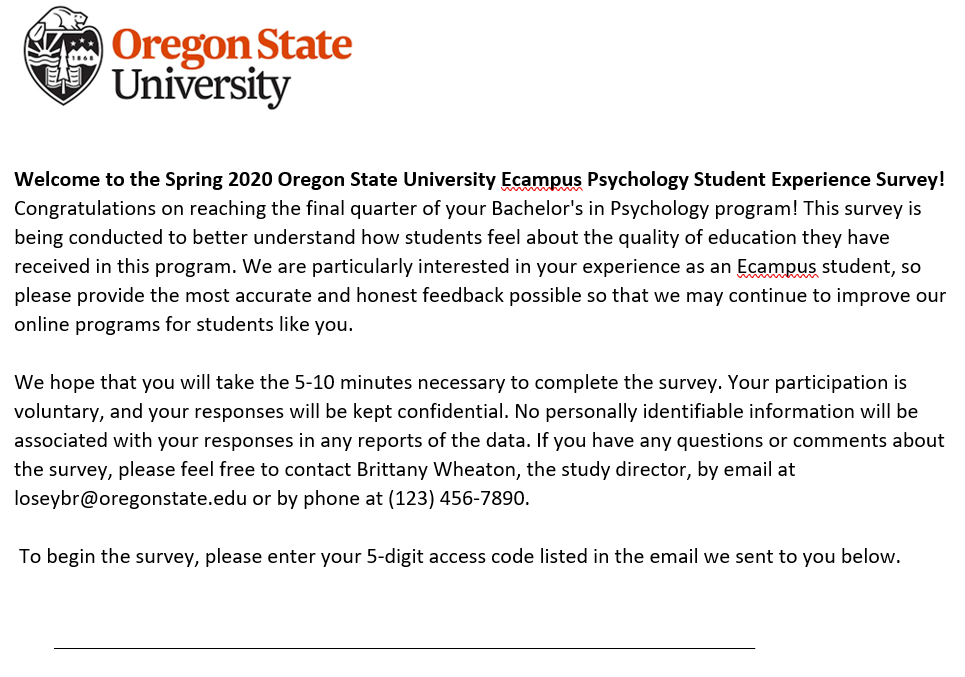 1868
Oregon State
University
Welcome to the Spring 2020 Oregon State University Ecampus Psychology Student Experience Survey!
Congratulations on reaching the final quarter of your Bachelor's in Psychology program! This survey is
being conducted to better understand how students feel about the quality of education they have
received in this program. We are particularly interested in your experience as an Ecampus student, so
please provide the most accurate and honest feedback possible so that we may continue to improve our
online programs for students like you.
We hope that you will take the 5-10 minutes necessary to complete the survey. Your participation is
voluntary, and your responses will be kept confidential. No personally identifiable information will be
associated with your responses in any reports of the data. If you have any questions or comments about
the survey, please feel free to contact Brittany Wheaton, the study director, by email at
loseybr@oregonstate.edu or by phone at (123) 456-7890.
To begin the survey, please enter your 5-digit access code listed in the email we sent to you below.